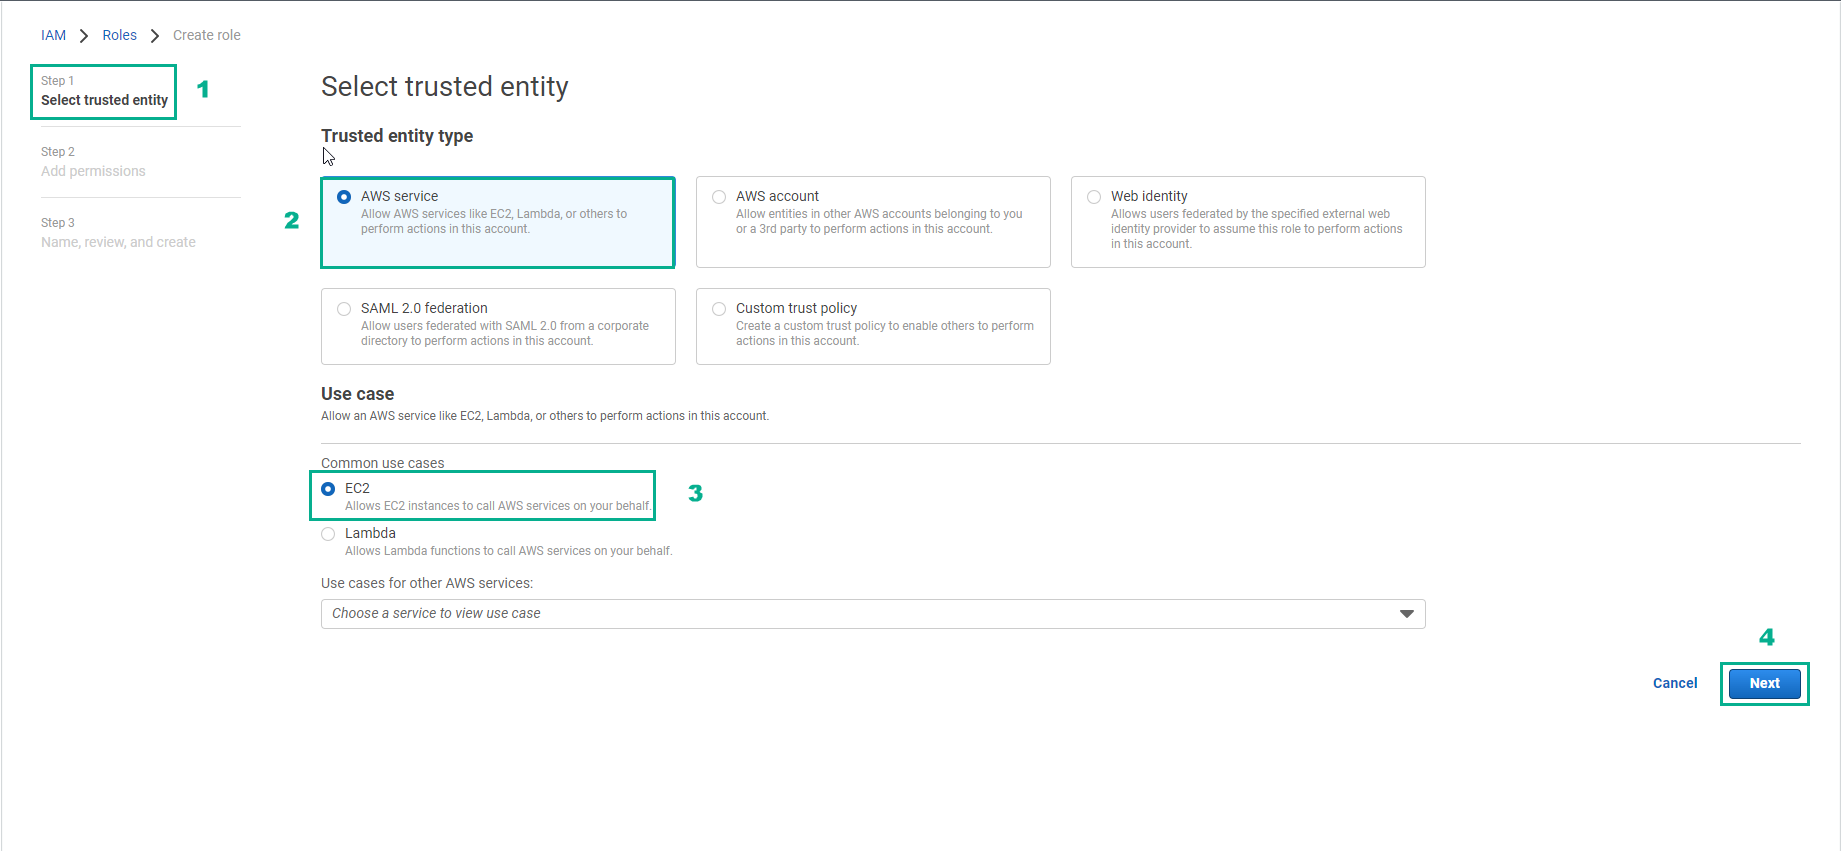 IAM > Roles > Create role
Step 1
Select trusted entity
1
Step 2
Add permissions
Step 3
Name, review, and create
Select trusted entity
Trusted entity type
2
AWS service
Allow AWS services like EC2, Lambda, or others to
perform actions in this account.
AWS account
Allow entities in other AWS accounts belonging to you
or a 3rd party to perform actions in this account.
Web identity
Allows users federated by the specified external web
identity provider to assume this role to perform actions
in this account.
SAML 2.0 federation
Allow users federated with SAML 2.0 from a corporate
directory to perform actions in this account.
Custom trust policy
Create a custom trust policy to enable others to perform
actions in this account.
Use case
Allow an AWS service like EC2, Lambda, or others to perform actions in this account.
Common use cases
EC2
Allows EC2 instances to call AWS services on your behalf.
3
Lambda
Allows Lambda functions to call AWS services on your behalf.
Use cases for other AWS services:
Choose a service to view use case
4
Cancel
Next